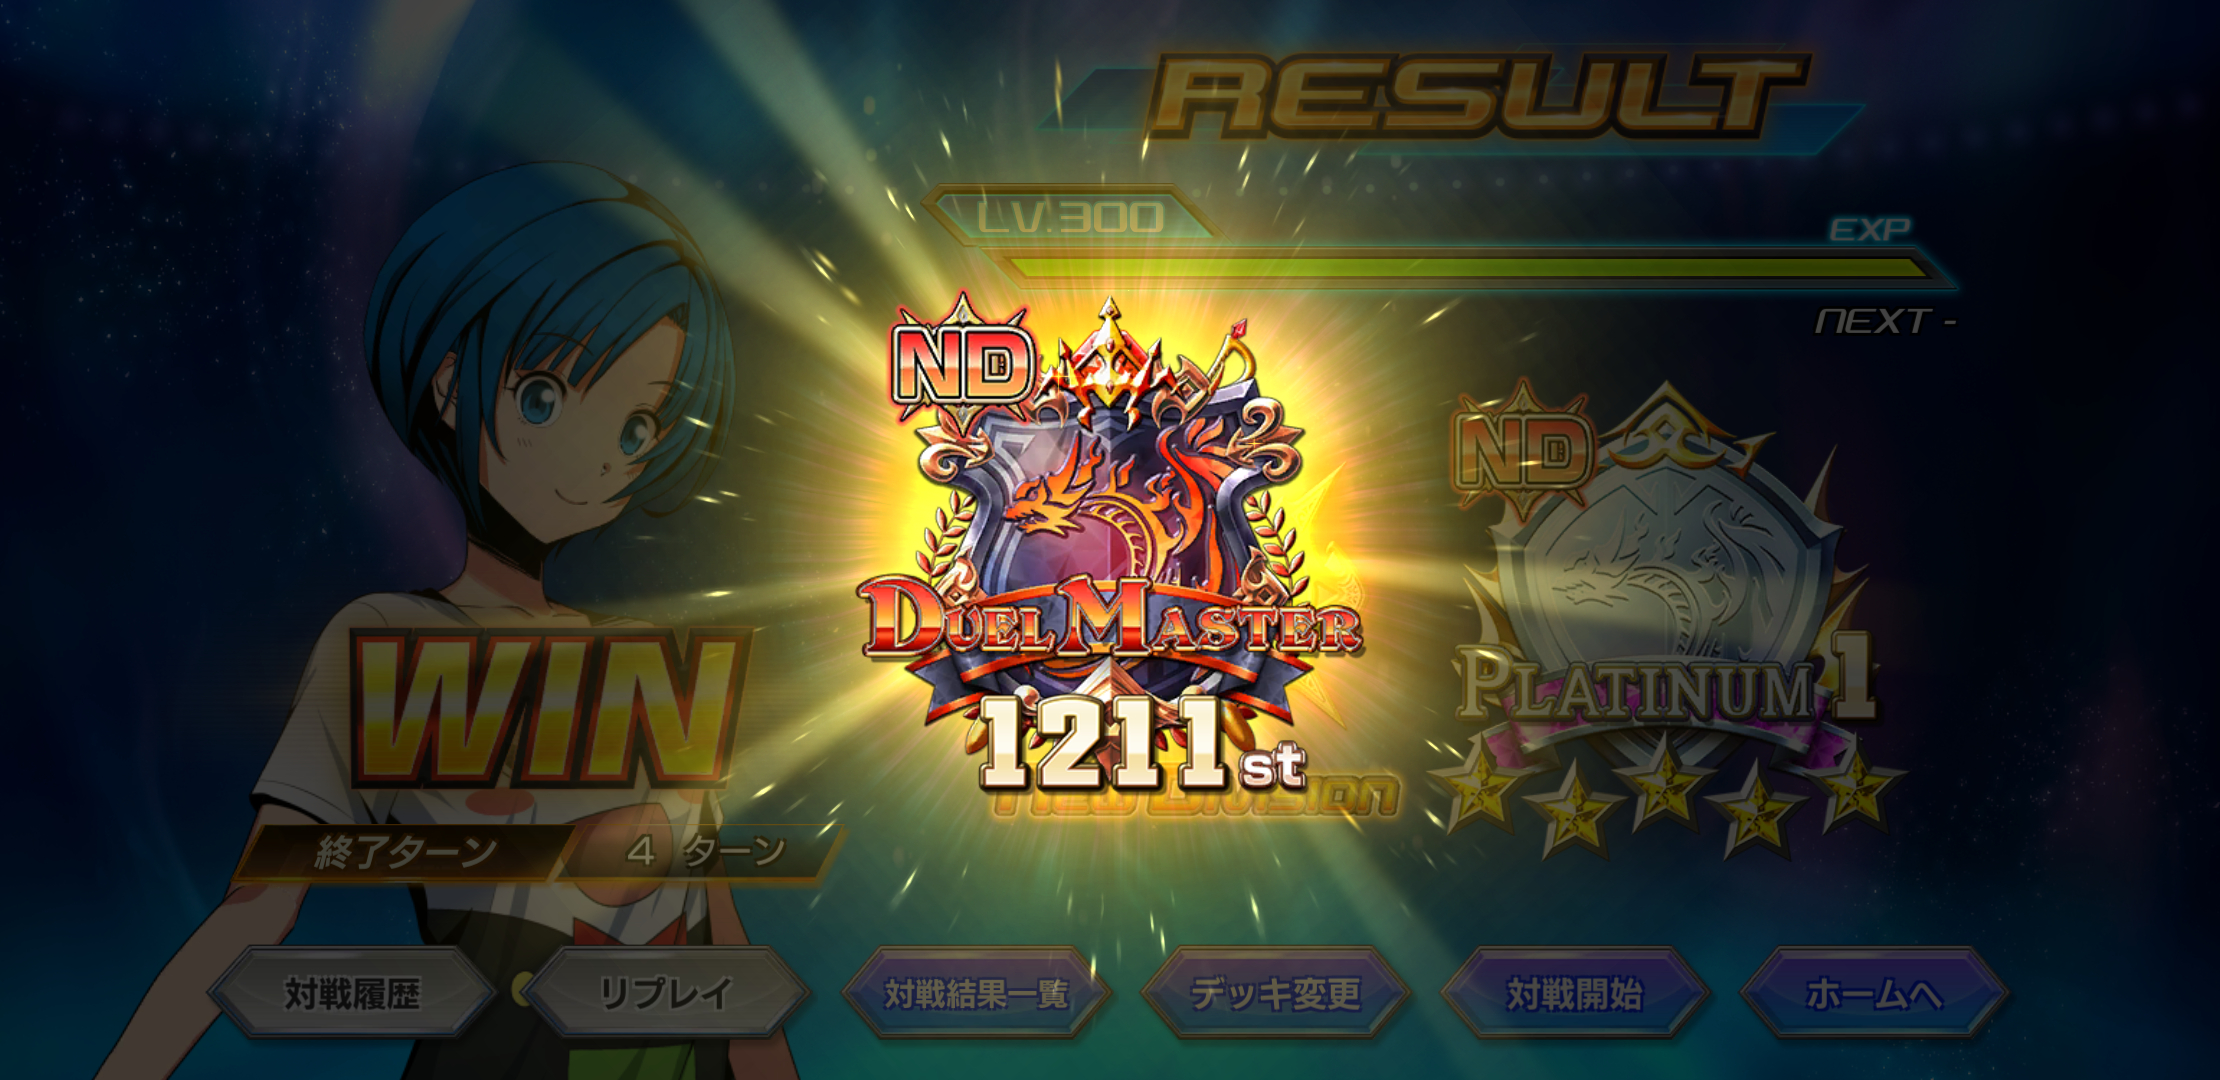 RESULT
LV.300
EXP
NEXT -
ND
DUEL MASTER
1211st
New Division
ND
PLATINUM 1
WIN
終了ターン 4 ターン
対戦履歴
リプレイ
対戦結果一覧
デッキ変更
対戦開始
ホームへ